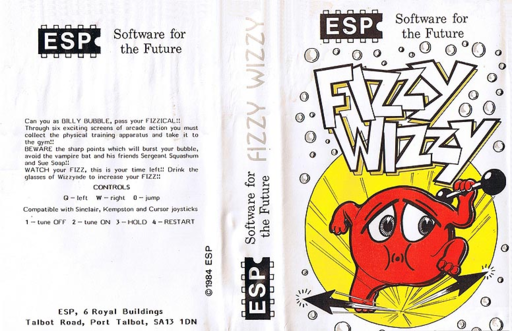 ESP Software for
the Future
Can you as BILLY BUBBLE, pass your FIZZICAL!!
Through six exciting screens of arcade action you must
collect the physical training apparatus and take it to
the gym!!
BEWARE the sharp points which will burst your bubble,
avoid the vampire bat and his friends Sergeant Squashum
and Sue Soap!!
WATCH your FIZZ, this is your time left!! Drink the
glasses of Wizzyade to increase your FIZZ!!
CONTROLS
Q - left W - right 0 - jump
Compatible with Sinclair, Kempston and Cursor joysticks
1 - tune OFF 2 - tune ON 3 - HOLD 4 - RESTART
ESP, 6 Royal Buildings
Talbot Road, Port Talbot, SA13 1DN
©1984 ESP
ESP Software for
the Future
FIZZY WIZZY
ESP Software for
the Future
FIZZY
WIZZY